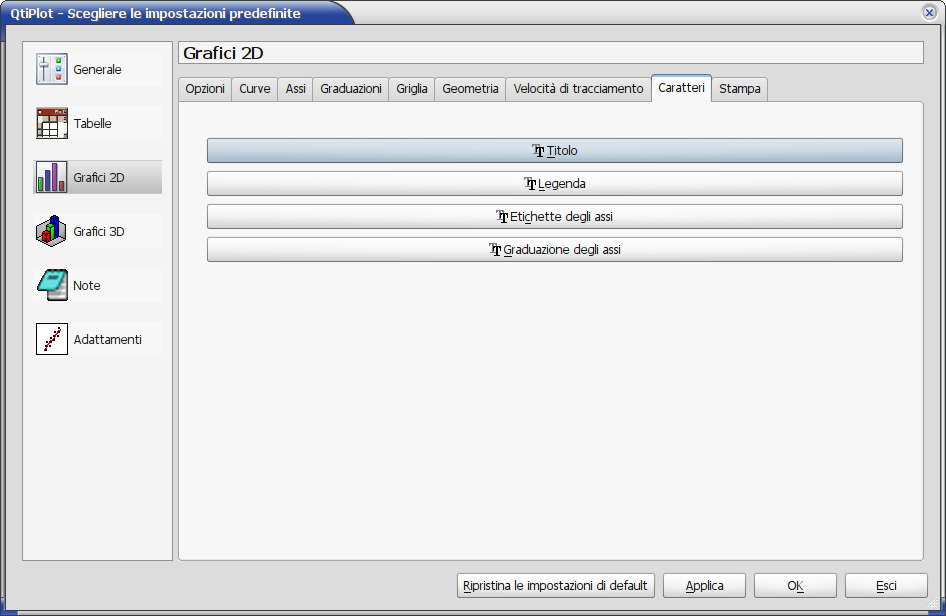 QtiPlot - Scegliere le impostazioni predefinite
Generale
Tabelle
Grafici 2D
Grafici 3D
Note
Adattamenti
Grafici 2D
Opzioni Curve Assi Graduazioni Griglia Geometria Velocità di tracciamento Caratteri Stampa
Titolo
Legenda
Etichette degli assi
Graduazione degli assi
Ripristina le impostazioni di default Applica OK Esci